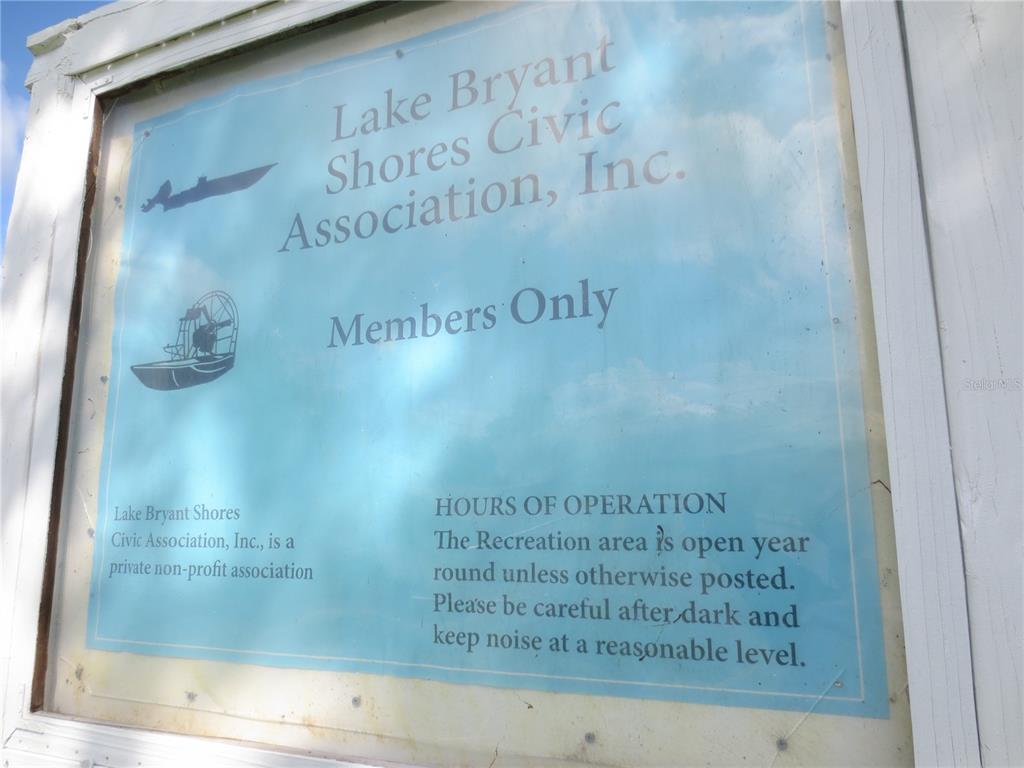 Lake Bryant
Shores Civic
Association, Inc.
Members Only
Lake Bryant Shores
Civic Association, Inc., is a
private non-profit association
HOURS OF OPERATION
The Recreation area is open year
round unless otherwise posted.
Please be careful after dark and
keep noise at a reasonable level.
Stellar MLS